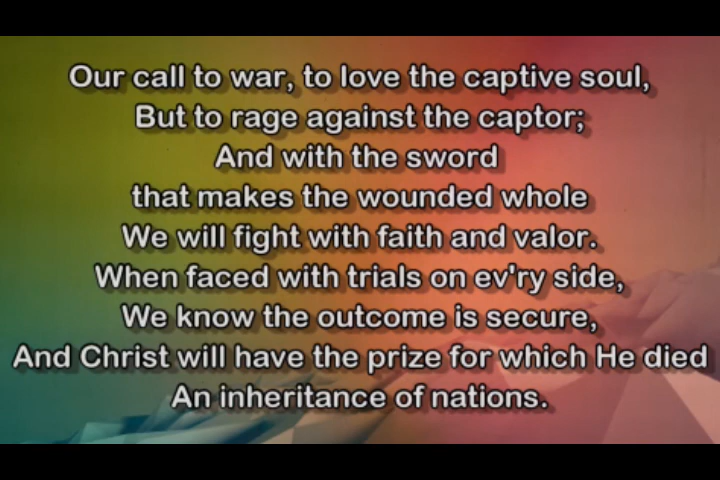 Our call to war, to love the captive soul,
But to rage against the captor;
And with the sword
that makes the wounded whole
We will fight with faith and valor.
When faced with trials on ev'ry side,
We know the outcome is secure,
And Christ will have the prize for which He died
An inheritance of nations.